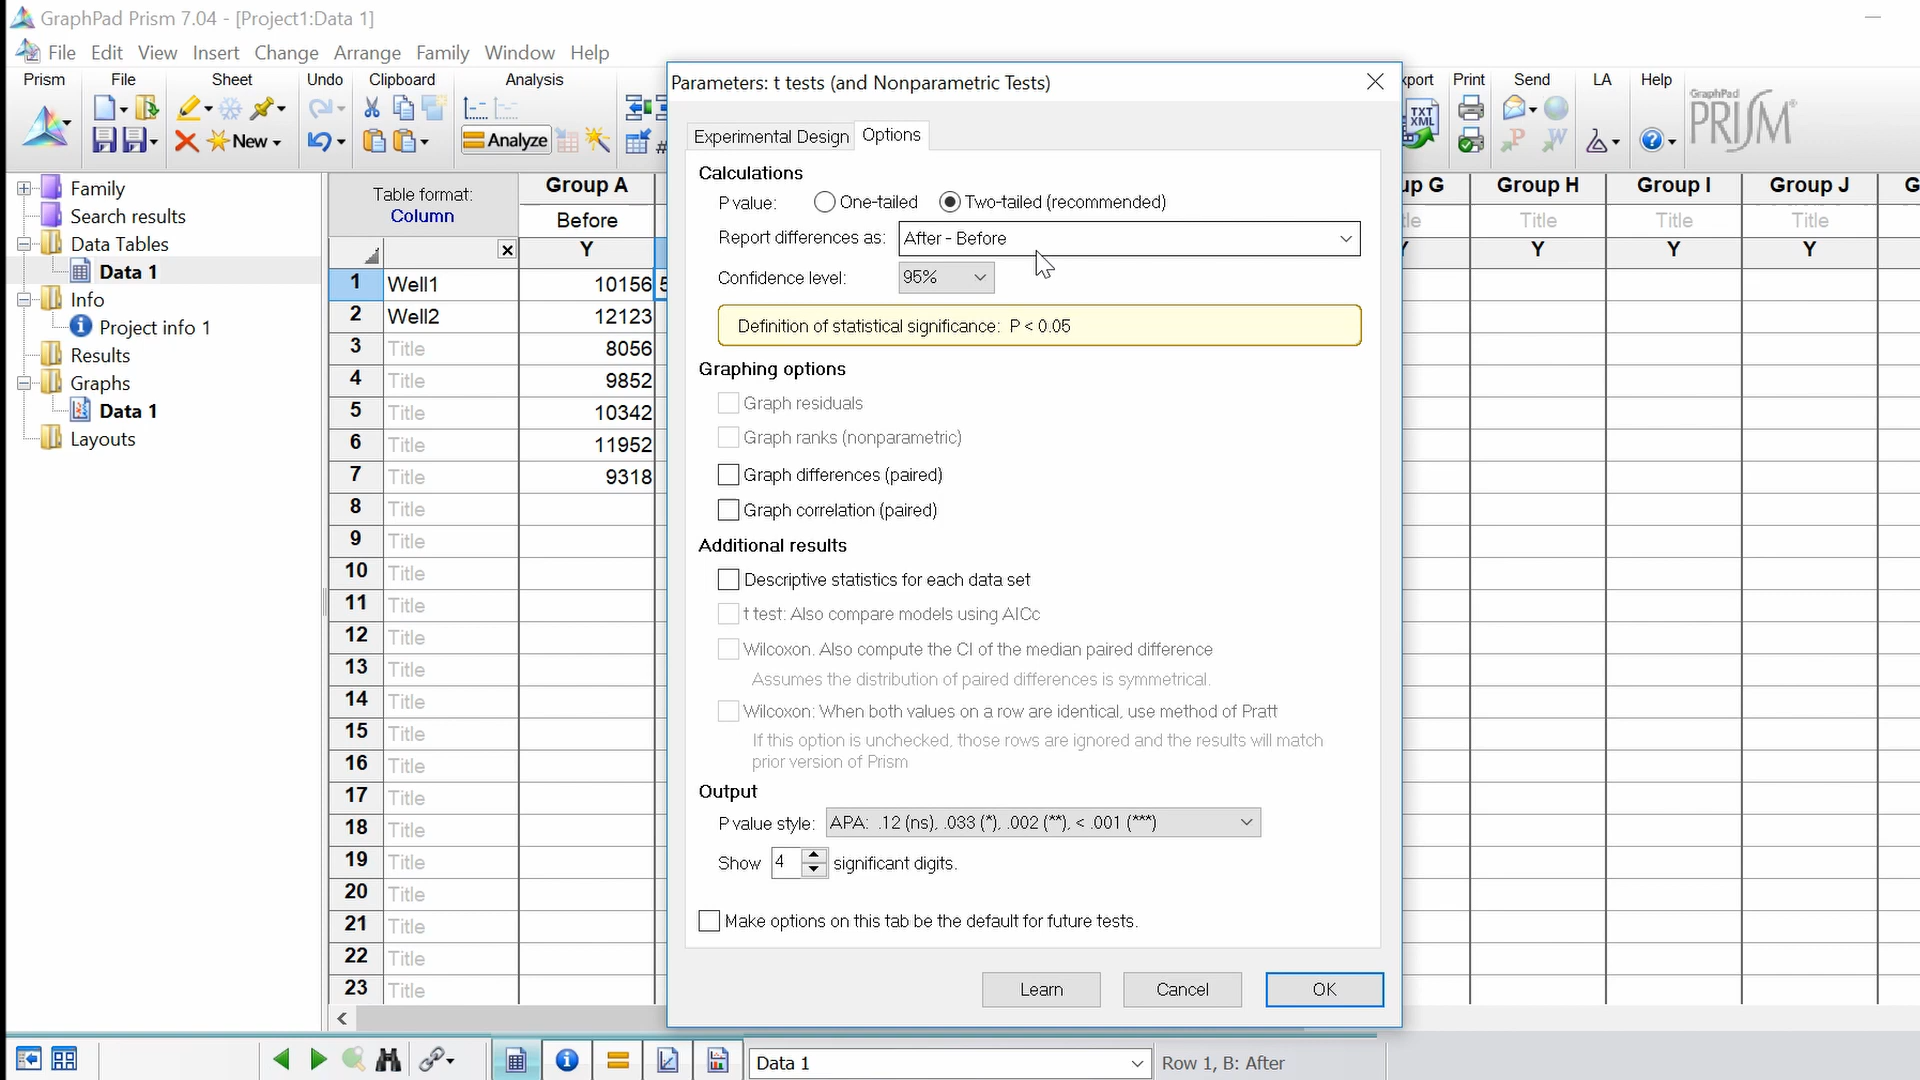 GraphPad Prism 7.04 - [Project1:Data 1]
File Edit View Insert Change Arrange Family Window Help
Prism File Sheet Undo Clipboard Analysis xport Print Send LA Help
New
Analyze
TXT
XML
GraphPad
PRISM
Family
Search results
Data Tables
Data 1
Info
Project info 1
Results
Graphs
Data 1
Layouts
Table format:
Column
Group A
Before
Y
up G Group H Group I Group J G
tle Title Title Title
Y Y Y Y
1 Well1 10156 5
2 Well2 12123
3 Title 8056
4 Title 9852
5 Title 10342
6 Title 11952
7 Title 9318
8 Title
9 Title
10 Title
11 Title
12 Title
13 Title
14 Title
15 Title
16 Title
17 Title
18 Title
19 Title
20 Title
21 Title
22 Title
23 Title
Parameters: t tests (and Nonparametric Tests)
Experimental Design Options
Calculations
P value: One-tailed Two-tailed (recommended)
Report differences as: After - Before
Confidence level: 95%
Definition of statistical significance: P < 0.05
Graphing options
Graph residuals
Graph ranks (nonparametric)
Graph differences (paired)
Graph correlation (paired)
Additional results
Descriptive statistics for each data set
t test: Also compare models using AICc
Wilcoxon. Also compute the CI of the median paired difference
Assumes the distribution of paired differences is symmetrical.
Wilcoxon: When both values on a row are identical, use method of Pratt
If this option is unchecked, those rows are ignored and the results will match
prior version of Prism
Output
P value style: APA: .12 (ns), .033 (*), .002 (**), < .001 (***)
Show 4 significant digits.
Make options on this tab be the default for future tests.
Learn Cancel OK
Data 1 Row 1, B: After